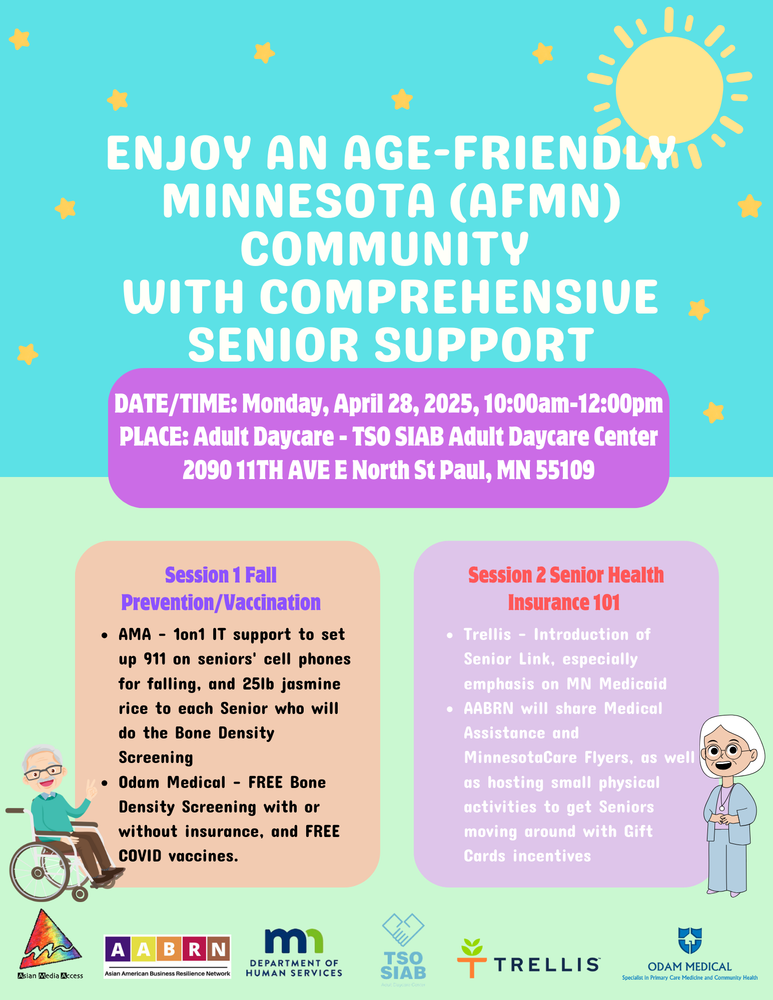 ENJOY AN AGE-FRIENDLY
MINNESOTA (AFMN)
COMMUNITY
WITH COMPREHENSIVE
SENIOR SUPPORT
DATE/TIME: Monday, April 28, 2025, 10:00am-12:00pm
PLACE: Adult Daycare - TSO SIAB Adult Daycare Center
2090 11TH AVE E North St Paul, MN 55109
Session 1 Fall
Prevention/Vaccination
• AMA - 1on1 IT support to set
up 911 on seniors' cell phones
for falling, and 25lb jasmine
rice to each Senior who will
do the Bone Density
Screening
• Odam Medical - FREE Bone
Density Screening with or
without insurance, and FREE
COVID vaccines.
Session 2 Senior Health
Insurance 101
• Trellis - Introduction of
Senior Link, especially
emphasis on MN Medicaid
• AABRN will share Medical
Assistance and
MinnesotaCare Flyers, as well
as hosting small physical
activities to get Seniors
moving around with Gift
Cards incentives
Asian Media Access
AABRN
Asian American Business Resilience Network
mn
DEPARTMENT OF
HUMAN SERVICES
TSO
SIAB
TRELLIS
ODAM MEDICAL
Specialist in Primary Care Medicine and Community Health